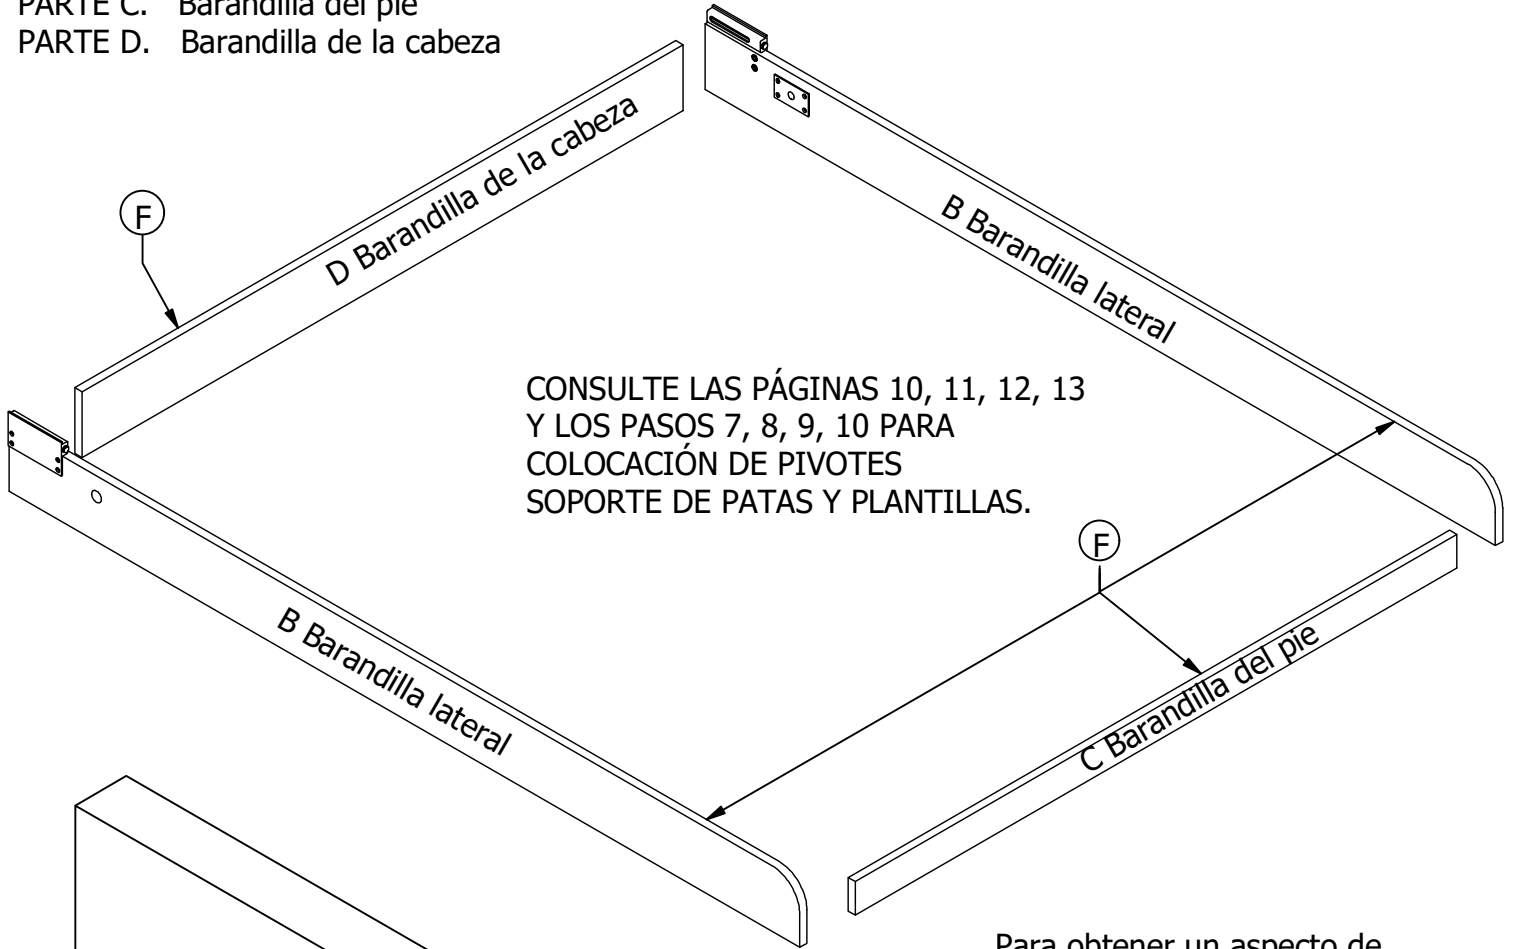 PARTE C. Barandilla del pie
PARTE D. Barandilla de la cabeza
F
D Barandilla de la cabeza
B Barandilla lateral
CONSULTE LAS PÁGINAS 10, 11, 12, 13
Y LOS PASOS 7, 8, 9, 10 PARA
COLOCACIÓN DE PIVOTES
SOPORTE DE PATAS Y PLANTILLAS.
F
B Barandilla lateral
C Barandilla del pie
Para obtener un aspecto de